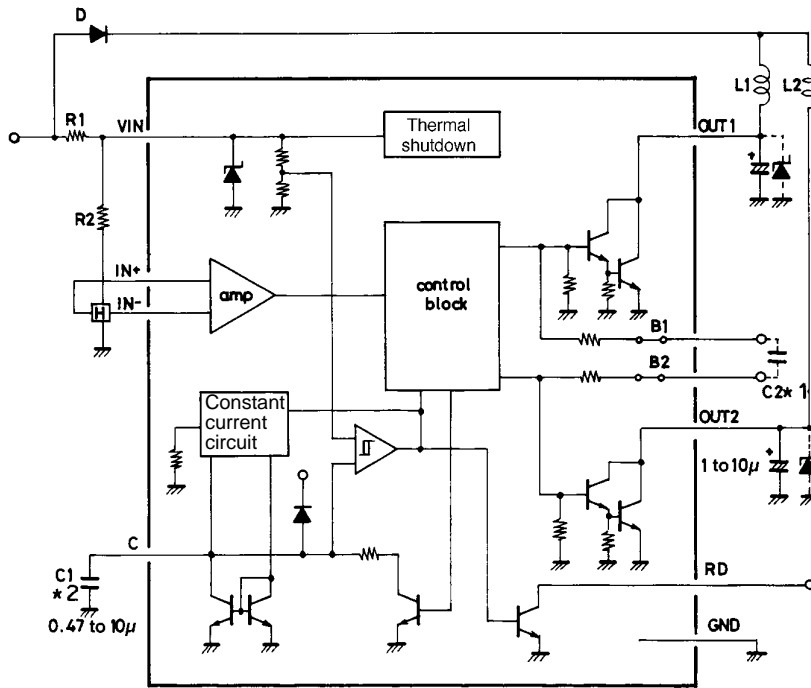 D
L1
L2
R1
VIN
Thermal
shutdown
OUT1
+
R2
IN+
IN-
H
amp
control
block
B1
B2
C2* 1
Constant
current
circuit
OUT2
+
1 to 10μ
C
C1
*2
0.47 to 10μ
RD
GND